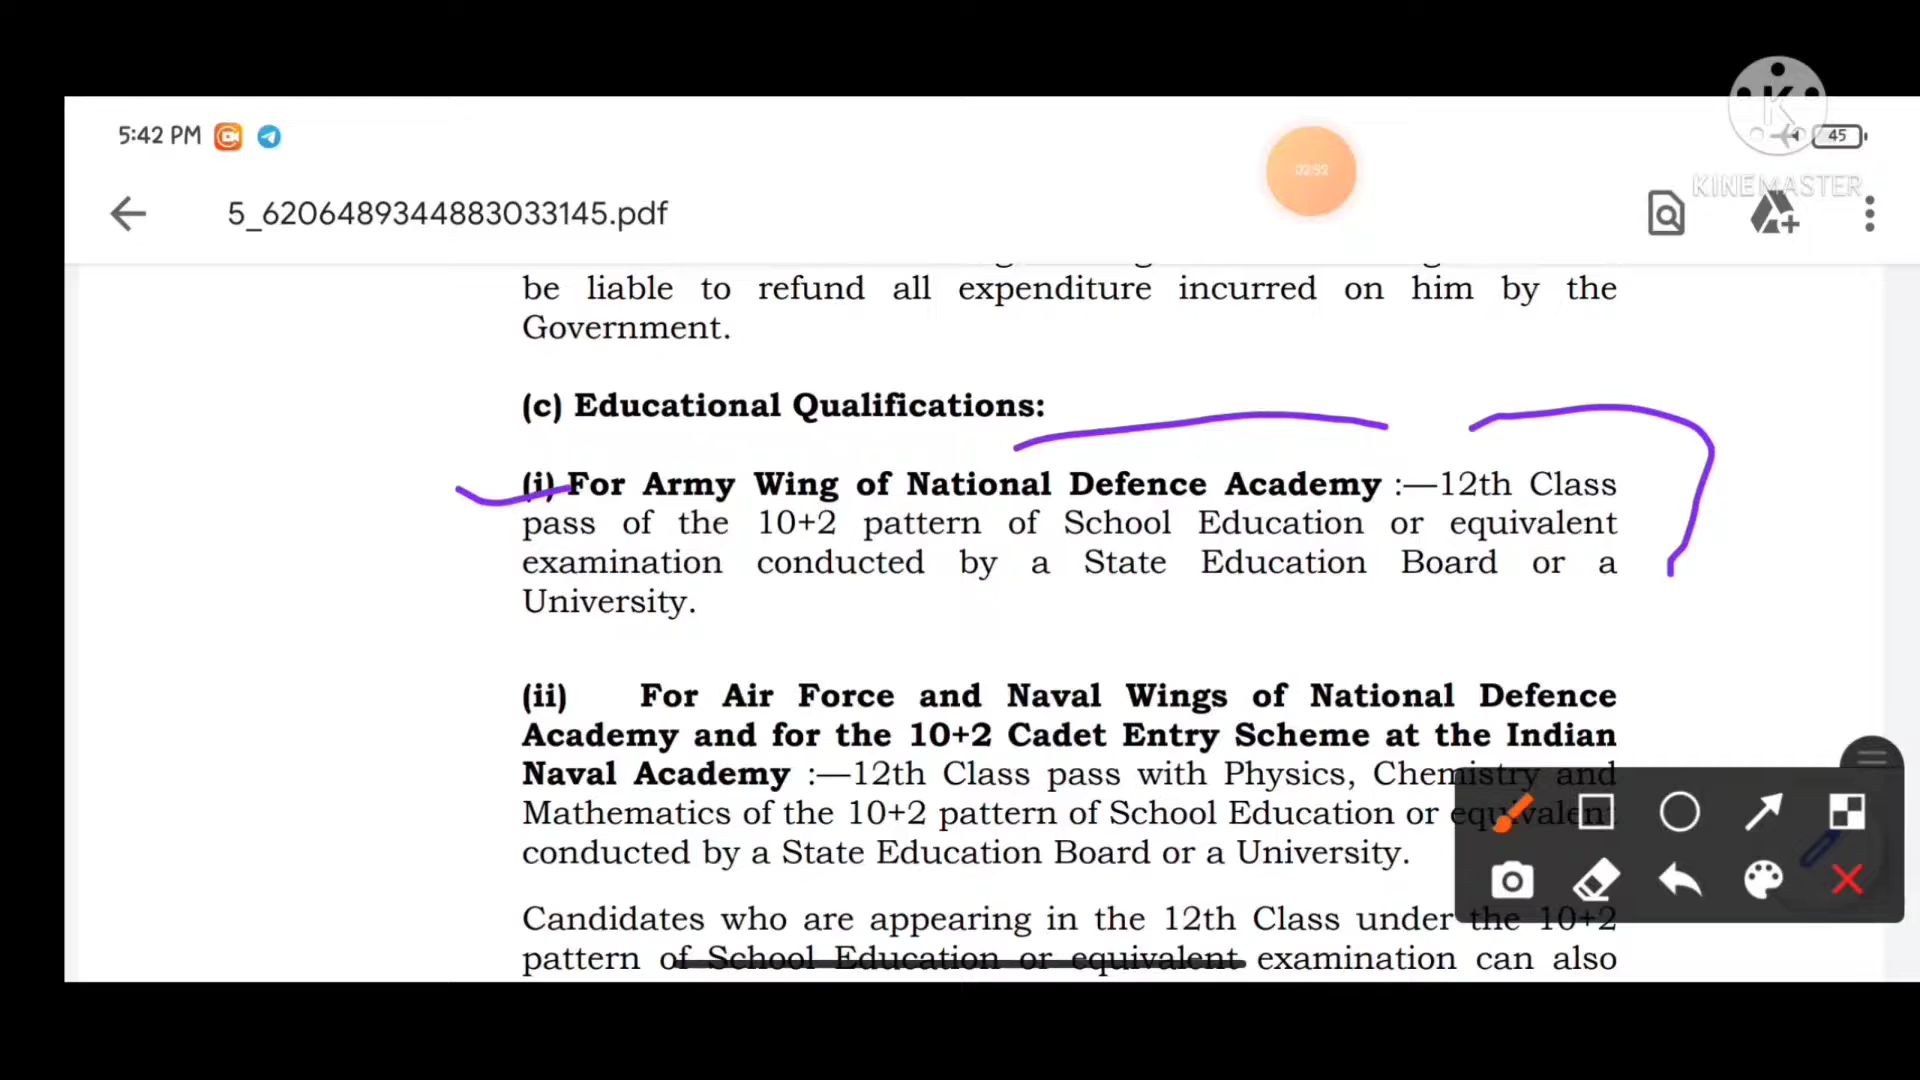 5:42 PM
45
02:52
KINEMASTER
5_6206489344883033145.pdf
be liable to refund all expenditure incurred on him by the
Government.
(c) Educational Qualifications:
(i) For Army Wing of National Defence Academy :—12th Class
pass of the 10+2 pattern of School Education or equivalent
examination conducted by a State Education Board or a
University.
(ii) For Air Force and Naval Wings of National Defence
Academy and for the 10+2 Cadet Entry Scheme at the Indian
Naval Academy :—12th Class pass with Physics, Chemistry and
Mathematics of the 10+2 pattern of School Education or equivalent
conducted by a State Education Board or a University.
Candidates who are appearing in the 12th Class under the 10+2
pattern of School Education or equivalent examination can also